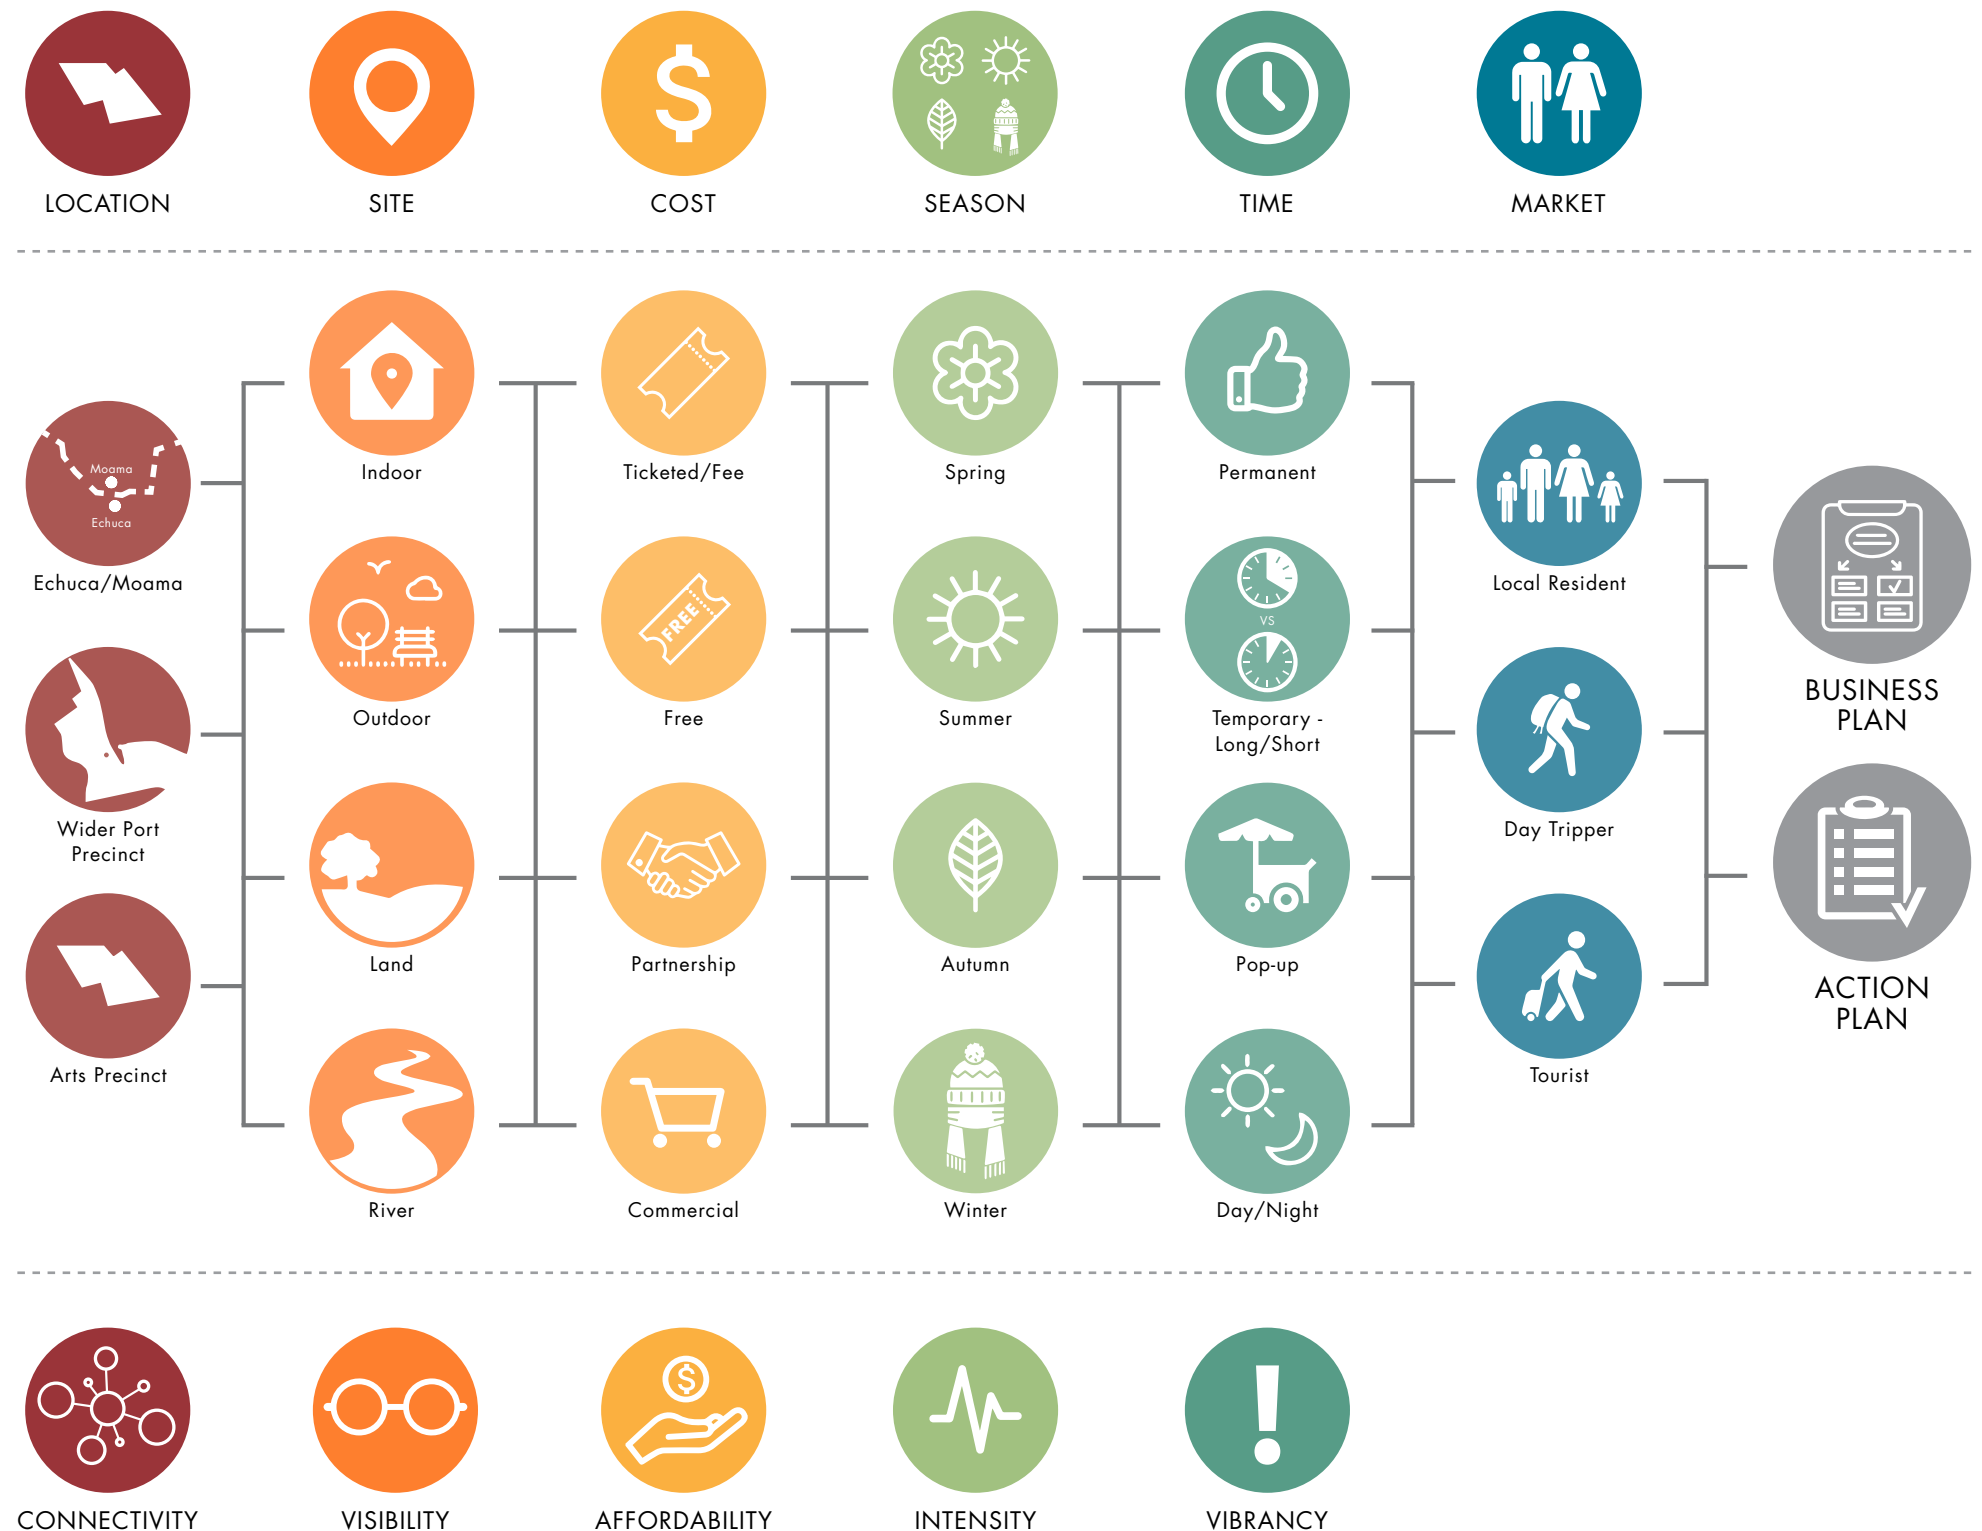 LOCATION
SITE
COST
SEASON
TIME
MARKET
Moama
Echuca
Echuca/Moama
Wider Port
Precinct
Arts Precinct
Indoor
Outdoor
Land
River
Ticketed/Fee
FREE
Free
Partnership
Commercial
Spring
Summer
Autumn
Winter
Permanent
VS
Temporary -
Long/Short
Pop-up
Day/Night
Local Resident
Day Tripper
Tourist
BUSINESS
PLAN
ACTION
PLAN
CONNECTIVITY
VISIBILITY
AFFORDABILITY
INTENSITY
VIBRANCY